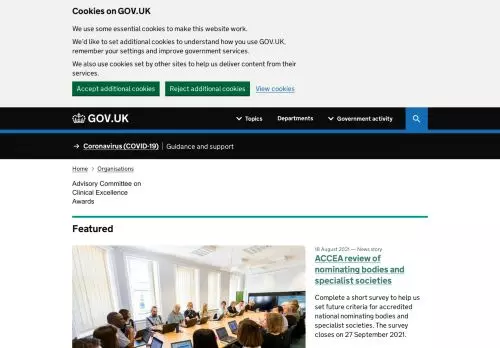 Cookies on GOV.UK
We use some essential cookies to make this website work.
We'd like to set additional cookies to understand how you use GOV.UK,
remember your settings and improve government services.
We also use cookies set by other sites to help us deliver content from their
services.
Accept additional cookies Reject additional cookies View cookies
GOV.UK Topics Departments Government activity
→ Coronavirus (COVID-19) Guidance and support
Home > Organisations
Advisory Committee on
Clinical Excellence
Awards
Featured
18 August 2021 — News story
ACCEA review of
nominating bodies and
specialist societies
Complete a short survey to help us
set future criteria for accredited
national nominating bodies and
specialist societies. The survey
closes on 27 September 2021.